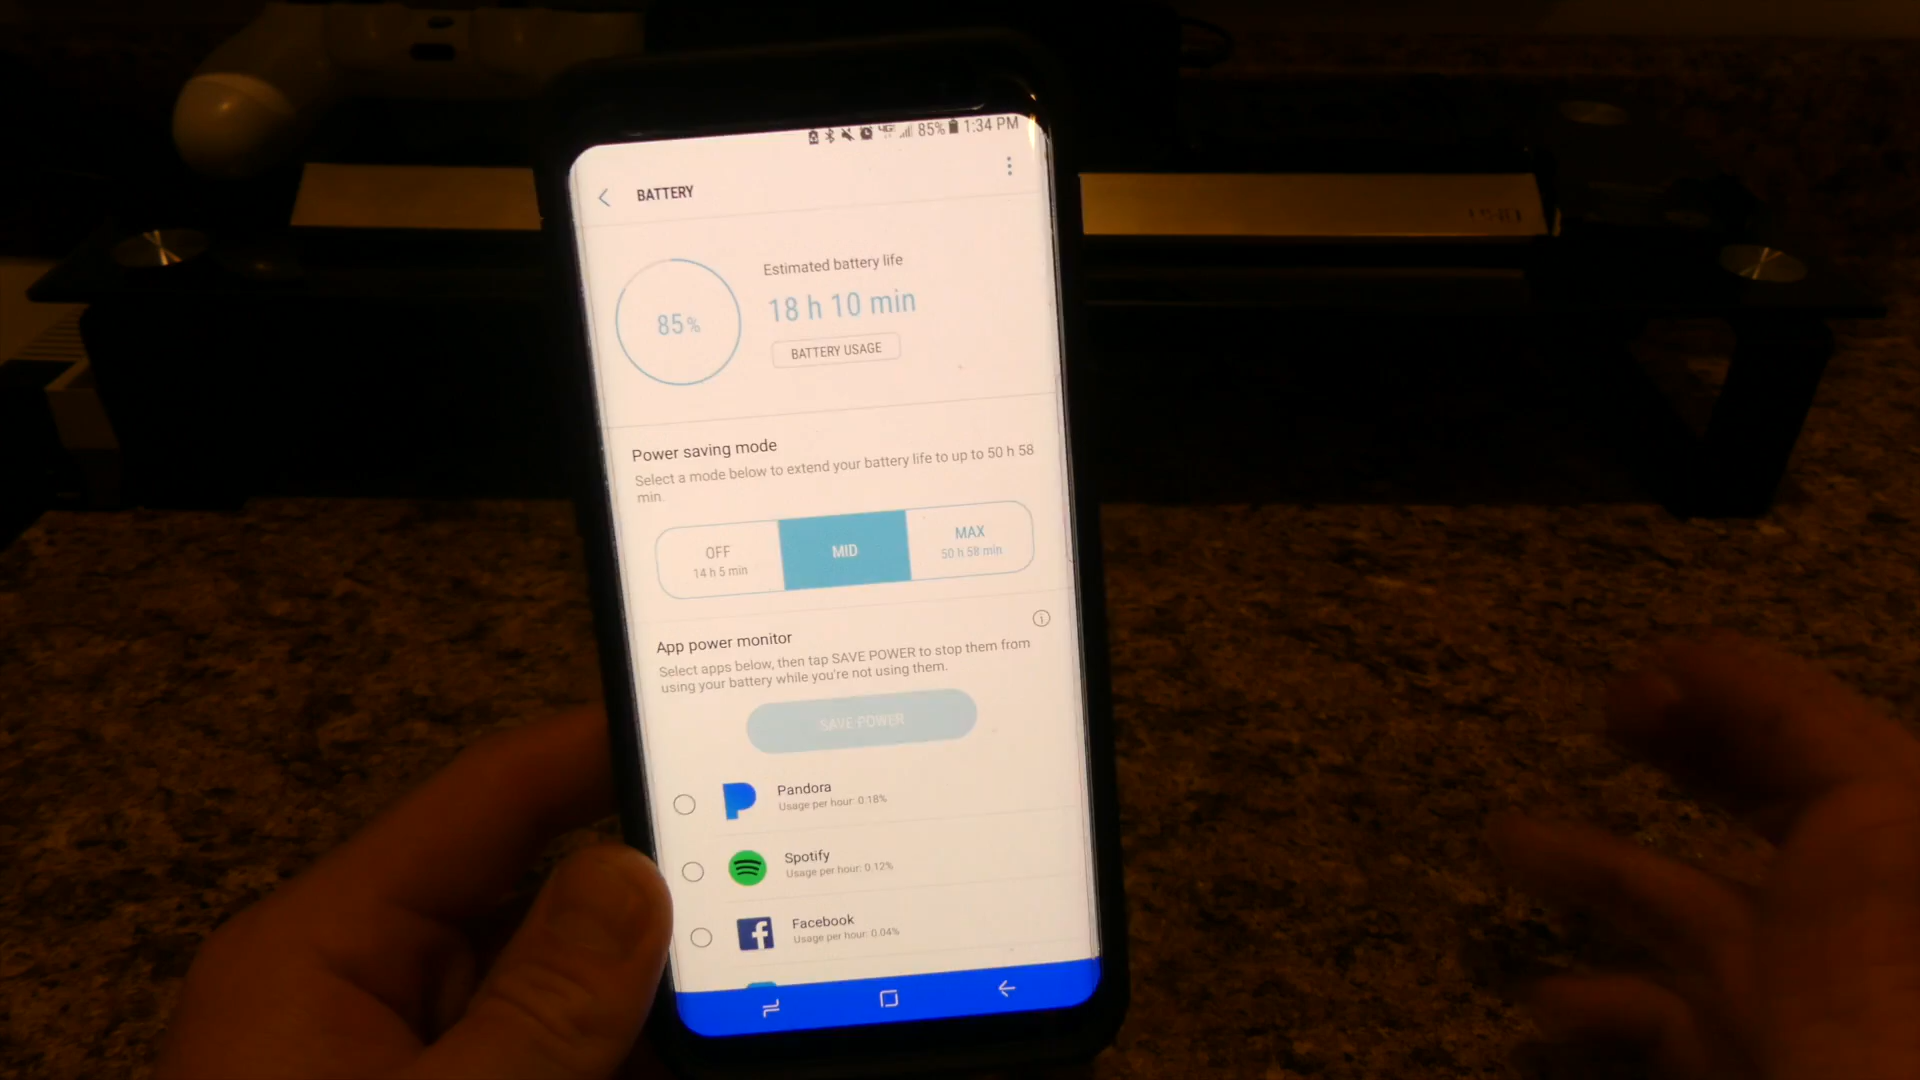 85% 1:34 PM
BATTERY
Estimated battery life
85%
18 h 10 min
BATTERY USAGE
Power saving mode
Select a mode below to extend your battery life to up to 50 h 58
min.
OFF
14 h 5 min
MID
MAX
50 h 58 min
App power monitor
Select apps below, then tap SAVE POWER to stop them from
using your battery while you're not using them.
SAVE POWER
Pandora
Usage per hour: 0.18%
Spotify
Usage per hour: 0.12%
Facebook
Usage per hour: 0.04%